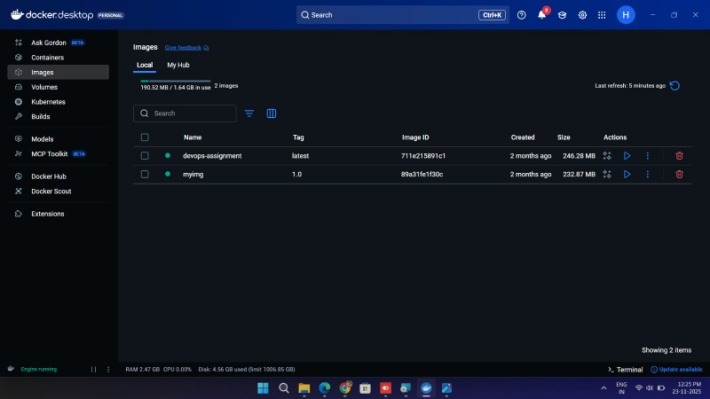 docker.desktop PERSONAL
Search Ctrl+K
H
Ask Gordon BETA
Containers
Images
Volumes
Kubernetes
Builds
Models
MCP Toolkit BETA
Docker Hub
Docker Scout
Extensions
Images Give feedback
Local My Hub
190.52 MB / 1.64 GB in use 2 images
Last refresh: 5 minutes ago
Search
Name Tag Image ID Created Size Actions
devops-assignment latest 711e215891c1 2 months ago 246.28 MB
myimg 1.0 89a31fe1f30c 2 months ago 232.87 MB
Showing 2 items
Engine running
RAM 2.47 GB CPU 0.00% Disk: 4.56 GB used (limit 1006.85 GB)
Terminal Update available
ENG
IN
12:25 PM
23-11-2025